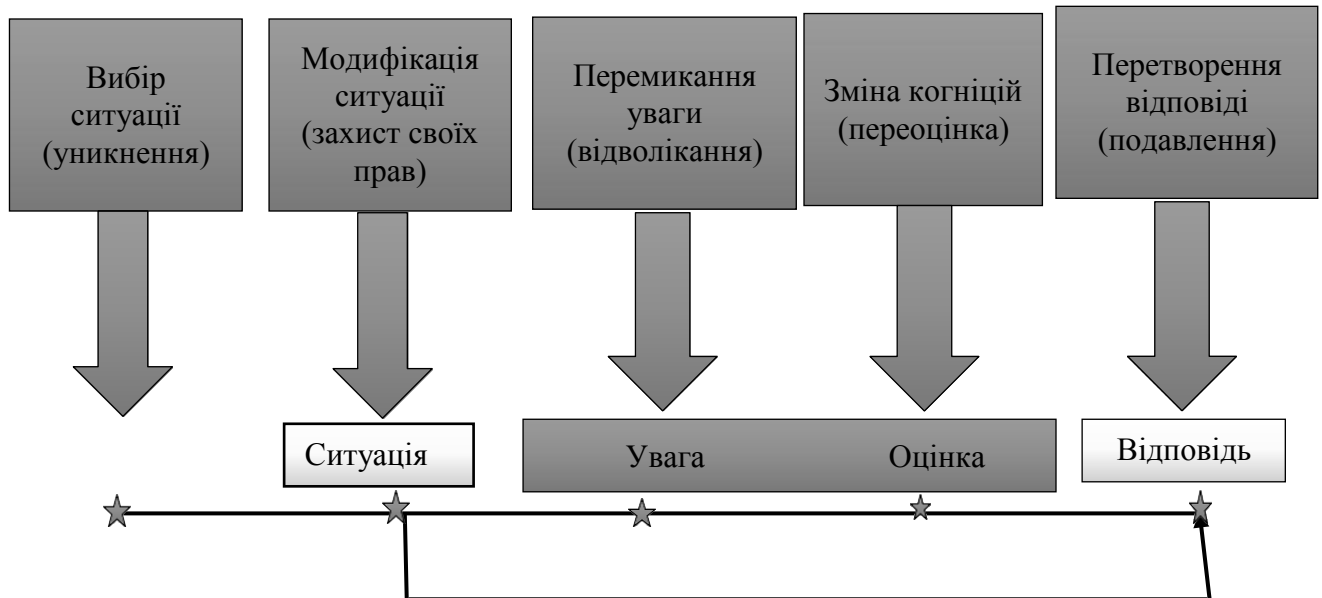 Вибір
ситуації
(уникнення)
Модифікація
ситуації
(захист своїх
прав)
Перемикання
уваги
(відволікання)
Зміна когніцій
(переоцінка)
Перетворення
відповіді
(подавлення)
Ситуація
Увага
Оцінка
Відповідь